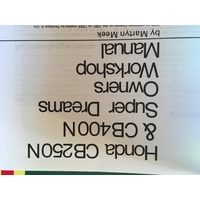 Honda CB250N
& CB400N
Super Dreams
Owners
Workshop
Manual
by Martyn Meek